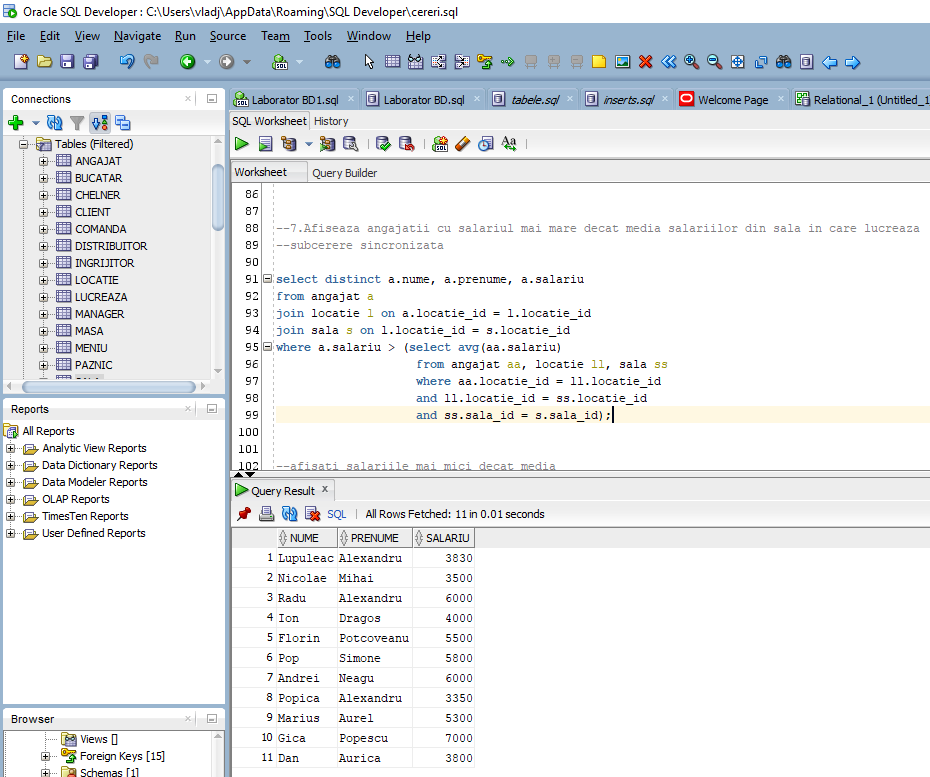 Oracle SQL Developer : C:\Users\vladj\AppData\Roaming\SQL Developer\cereri.sql
File Edit View Navigate Run Source Team Tools Window Help
Connections
Tables (Filtered)
ANGAJAT
BUCATAR
CHELNER
CLIENT
COMANDA
DISTRIBUITOR
INGRIJITOR
LOCATIE
LUCREAZA
MANAGER
MASA
MENIU
PAZNIC
Reports
All Reports
Analytic View Reports
Data Dictionary Reports
Data Modeler Reports
OLAP Reports
TimesTen Reports
User Defined Reports
Browser
Views []
Foreign Keys [15]
Schemas [1]
Laborator BD1.sql Laborator BD.sql tabele.sql inserts.sql Welcome Page Relational_1 (Untitled_1
SQL Worksheet History
Worksheet Query Builder
86
87
88 --7.Afiseaza angajatii cu salariul mai mare decat media salariilor din sala in care lucreaza
89 --subcerere sincronizata
90
91 select distinct a.nume, a.prenume, a.salariu
92 from angajat a
93 join locatie l on a.locatie_id = l.locatie_id
94 join sala s on l.locatie_id = s.locatie_id
95 where a.salariu > (select avg(aa.salariu)
96 from angajat aa, locatie ll, sala ss
97 where aa.locatie_id = ll.locatie_id
98 and ll.locatie_id = ss.locatie_id
99 and ss.sala_id = s.sala_id);
100
101
102 --afisati salariile mai mici decat media
Query Result x
SQL | All Rows Fetched: 11 in 0.01 seconds
NUME PRENUME SALARIU
1 Lupuleac Alexandru 3830
2 Nicolae Mihai 3500
3 Radu Alexandru 6000
4 Ion Dragos 4000
5 Florin Potcoveanu 5500
6 Pop Simone 5800
7 Andrei Neagu 6000
8 Popica Alexandru 3350
9 Marius Aurel 5300
10 Gica Popescu 7000
11 Dan Aurica 3800